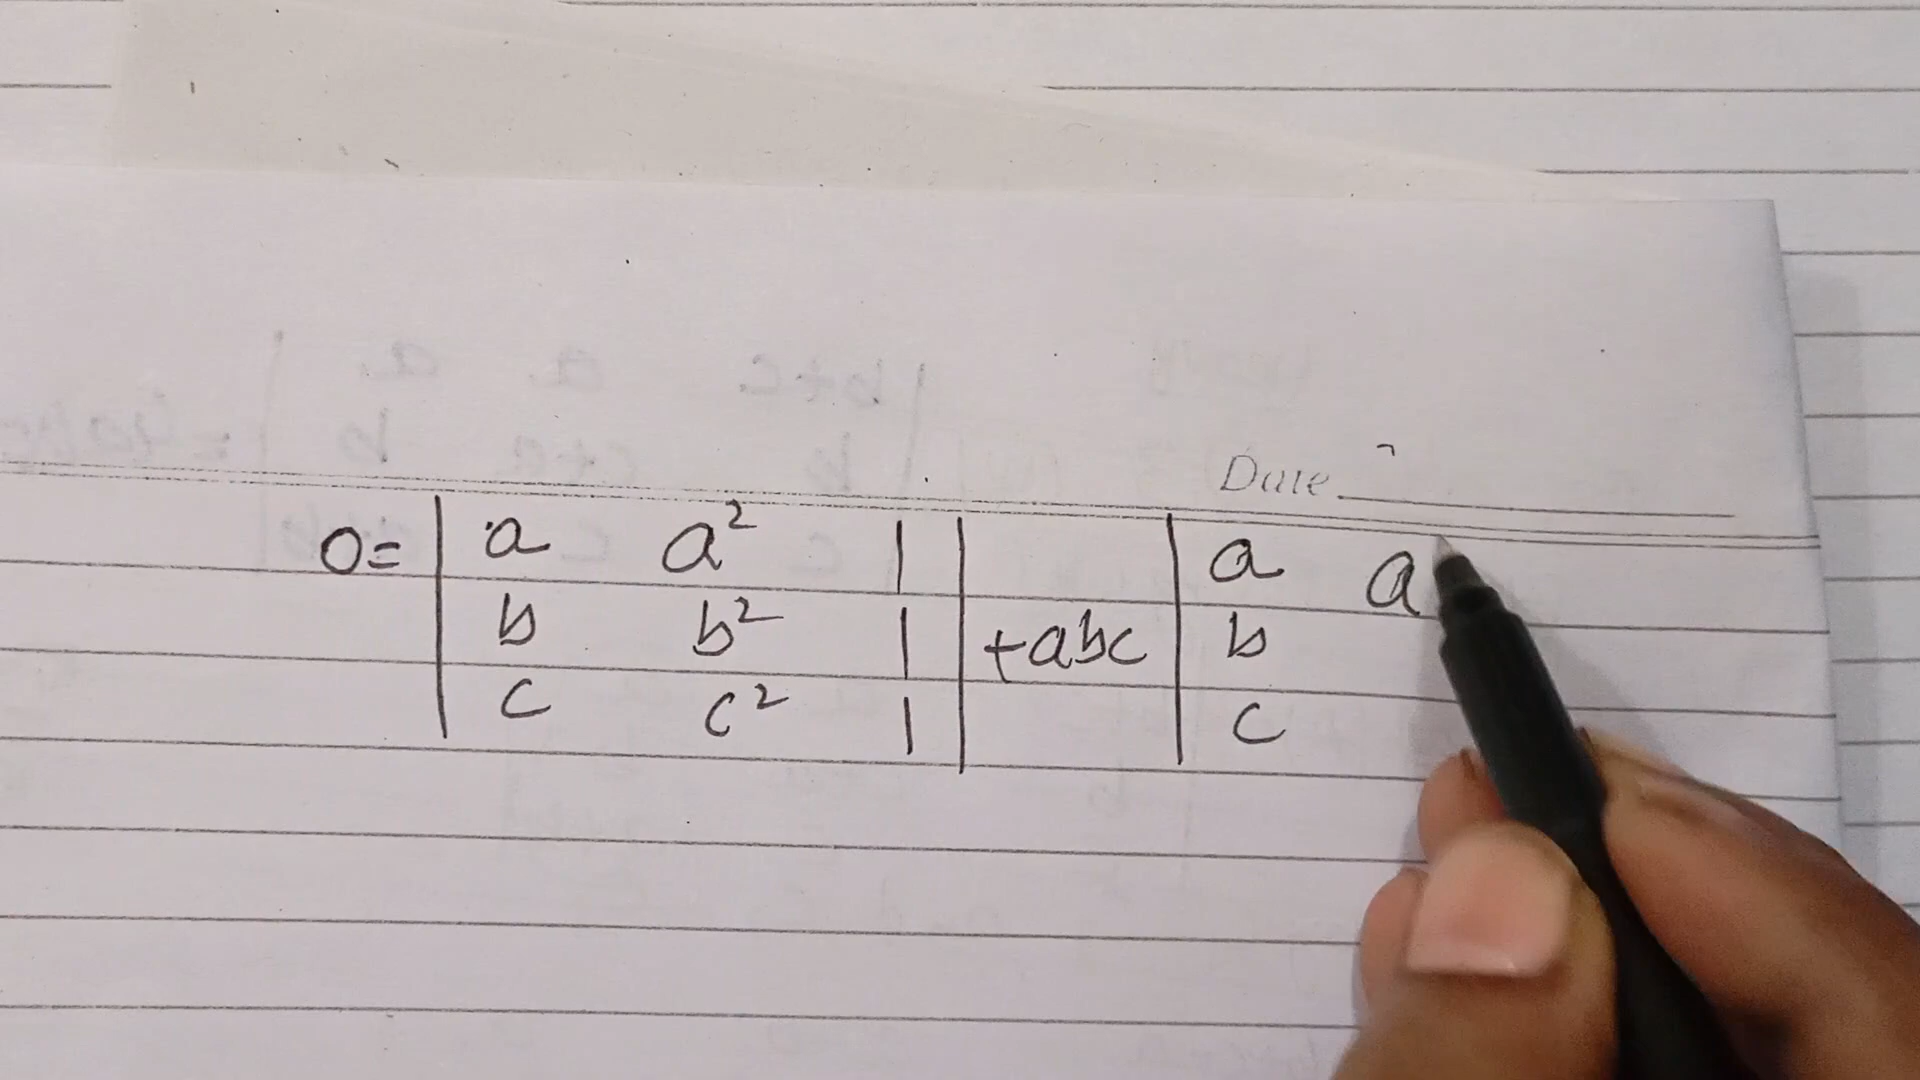 Date
0= | a a² 1 | | a a
| b b² 1 | +abc | b
| c c² 1 | | c